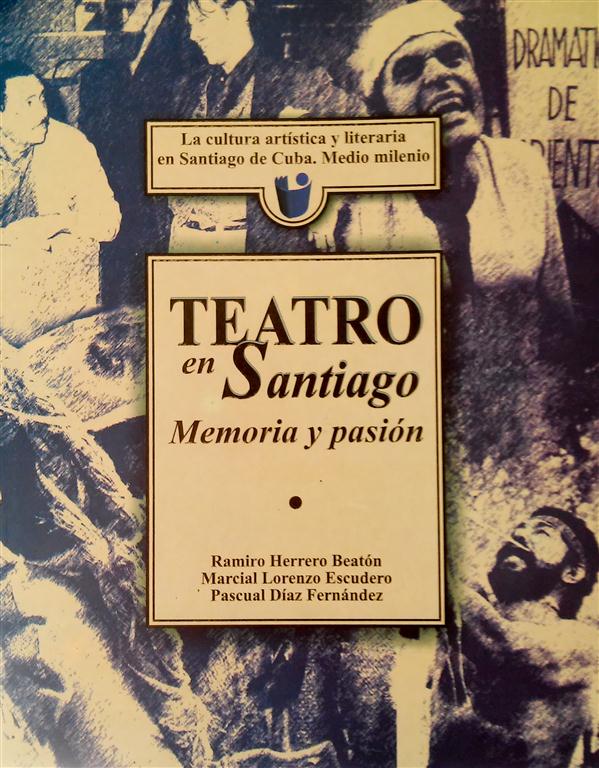 La cultura artística y literaria
en Santiago de Cuba. Medio milenio
DRAMATI
DE
RIENT
TEATRO
en Santiago
Memoria y pasión
Ramiro Herrero Beatón
Marcial Lorenzo Escudero
Pascual Díaz Fernández